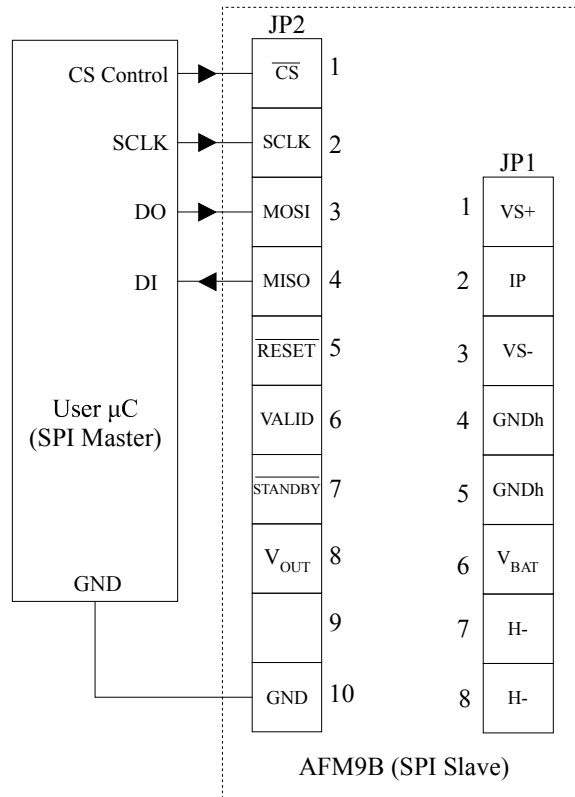 JP2
CS Control
CS
1
SCLK
SCLK
2
DO
MOSI
3
DI
MISO
4
RESET
5
User µC
(SPI Master)
VALID
6
STANDBY
7
VOUT
8
GND
9
GND
10
JP1
1
VS+
2
IP
3
VS-
4
GNDh
5
GNDh
6
VBAT
7
H-
8
H-
AFM9B (SPI Slave)